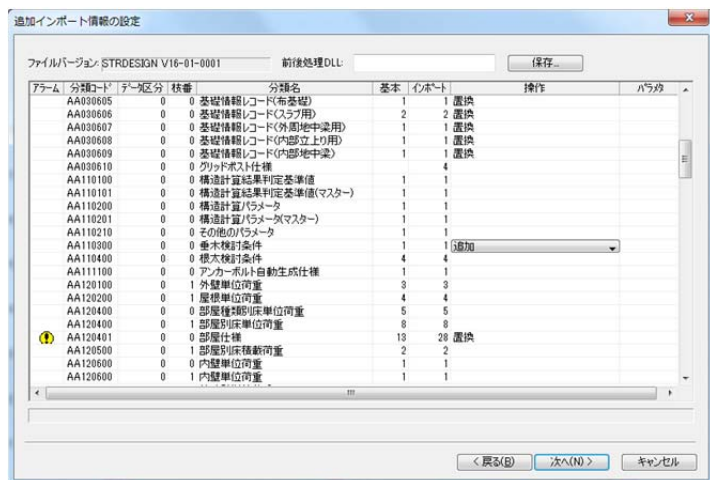 追加インポート情報の設定
ファイルバージョン: STRDESIGN V16-01-0001 前後処理DLL: 保存...
アラーム 分類コード データ区分 枝番 分類名 基本 インポート 操作 パラメタ
AA030605 0 0 基礎情報レコード(布基礎) 1 1 置換
AA030606 0 0 基礎情報レコード(スラブ用) 2 2 置換
AA030607 0 0 基礎情報レコード(外周地中梁用) 1 1 置換
AA030608 0 0 基礎情報レコード(内部立上り用) 1 1 置換
AA030609 0 0 基礎情報レコード(内部地中梁) 1 1 置換
AA030610 0 0 グリッドポスト仕様 4
AA110100 0 0 構造計算結果判定基準値 1 1
AA110101 0 0 構造計算結果判定基準値(マスター) 1 1
AA110200 0 0 構造計算パラメータ 1 1
AA110201 0 0 構造計算パラメータ(マスター) 1 1
AA110210 0 0 その他のパラメータ 1 1
AA110300 0 0 垂木検討条件 1 1 追加
AA110400 0 0 根太検討条件 4 4
AA111100 0 0 アンカーボルト自動生成仕様 1 1
AA120100 0 1 外壁単位荷重 3 3
AA120200 0 1 屋根単位荷重 4 4
AA120400 0 0 部屋種類別床単位荷重 5 5
AA120400 0 1 部屋別床単位荷重 8 8
AA120401 0 0 部屋仕様 13 28 置換
AA120500 0 1 部屋別床積載荷重 2 2
AA120600 0 0 内壁単位荷重 1 1
AA120600 0 1 内壁単位荷重 1 1
< 戻る(B) 次へ(N) > キャンセル